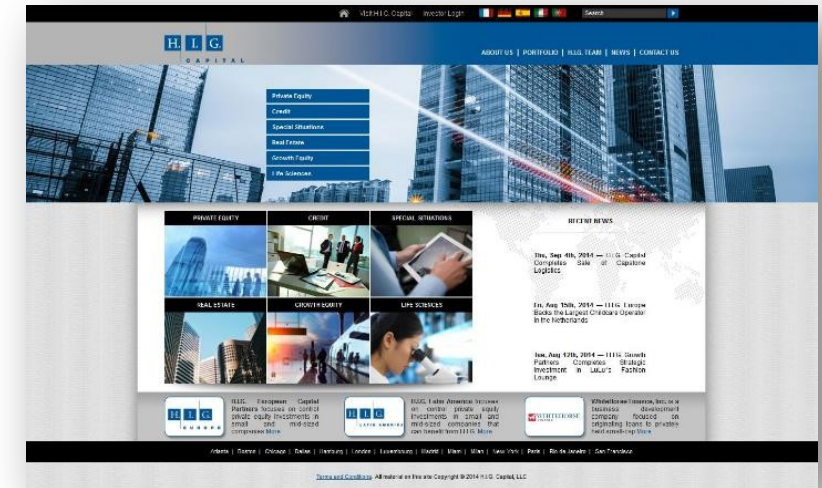 Visit H.I.G. Capital Investor Login Search
H. I. G.
CAPITAL
ABOUT US | PORTFOLIO | H.I.G. TEAM | NEWS | CONTACT US
Private Equity
Credit
Special Situations
Real Estate
Growth Equity
Life Sciences
PRIVATE EQUITY CREDIT SPECIAL SITUATIONS
REAL ESTATE GROWTH EQUITY LIFE SCIENCES
RECENT NEWS
Thu, Sep 4th, 2014 — H.I.G. Capital
Completes Sale of Capstone
Logistics
Fri, Aug 15th, 2014 — H.I.G. Europe
Backs the Largest Childcare Operator
in the Netherlands
Tue, Aug 12th, 2014 — H.I.G. Growth
Partners Completes Strategic
Investment in LuLu's Fashion
Lounge
H. I. G.
EUROPE
H.I.G. European Capital
Partners focuses on control
private equity investments in
small and mid-sized
companies More
H. I. G.
LATIN AMERICA
H.I.G. Latin America focuses
on control private equity
investments in small and
mid-sized companies that
can benefit from H.I.G. More
WHITEHORSE
FINANCE
WhiteHorse Finance, Inc. is a
business development
company focused on
originating loans to privately
held small-cap More
Atlanta | Boston | Chicago | Dallas | Hamburg | London | Luxembourg | Madrid | Miami | Milan | New York | Paris | Rio de Janeiro | San Francisco
Terms and Conditions. All material on this site Copyright © 2014 H.I.G. Capital, LLC